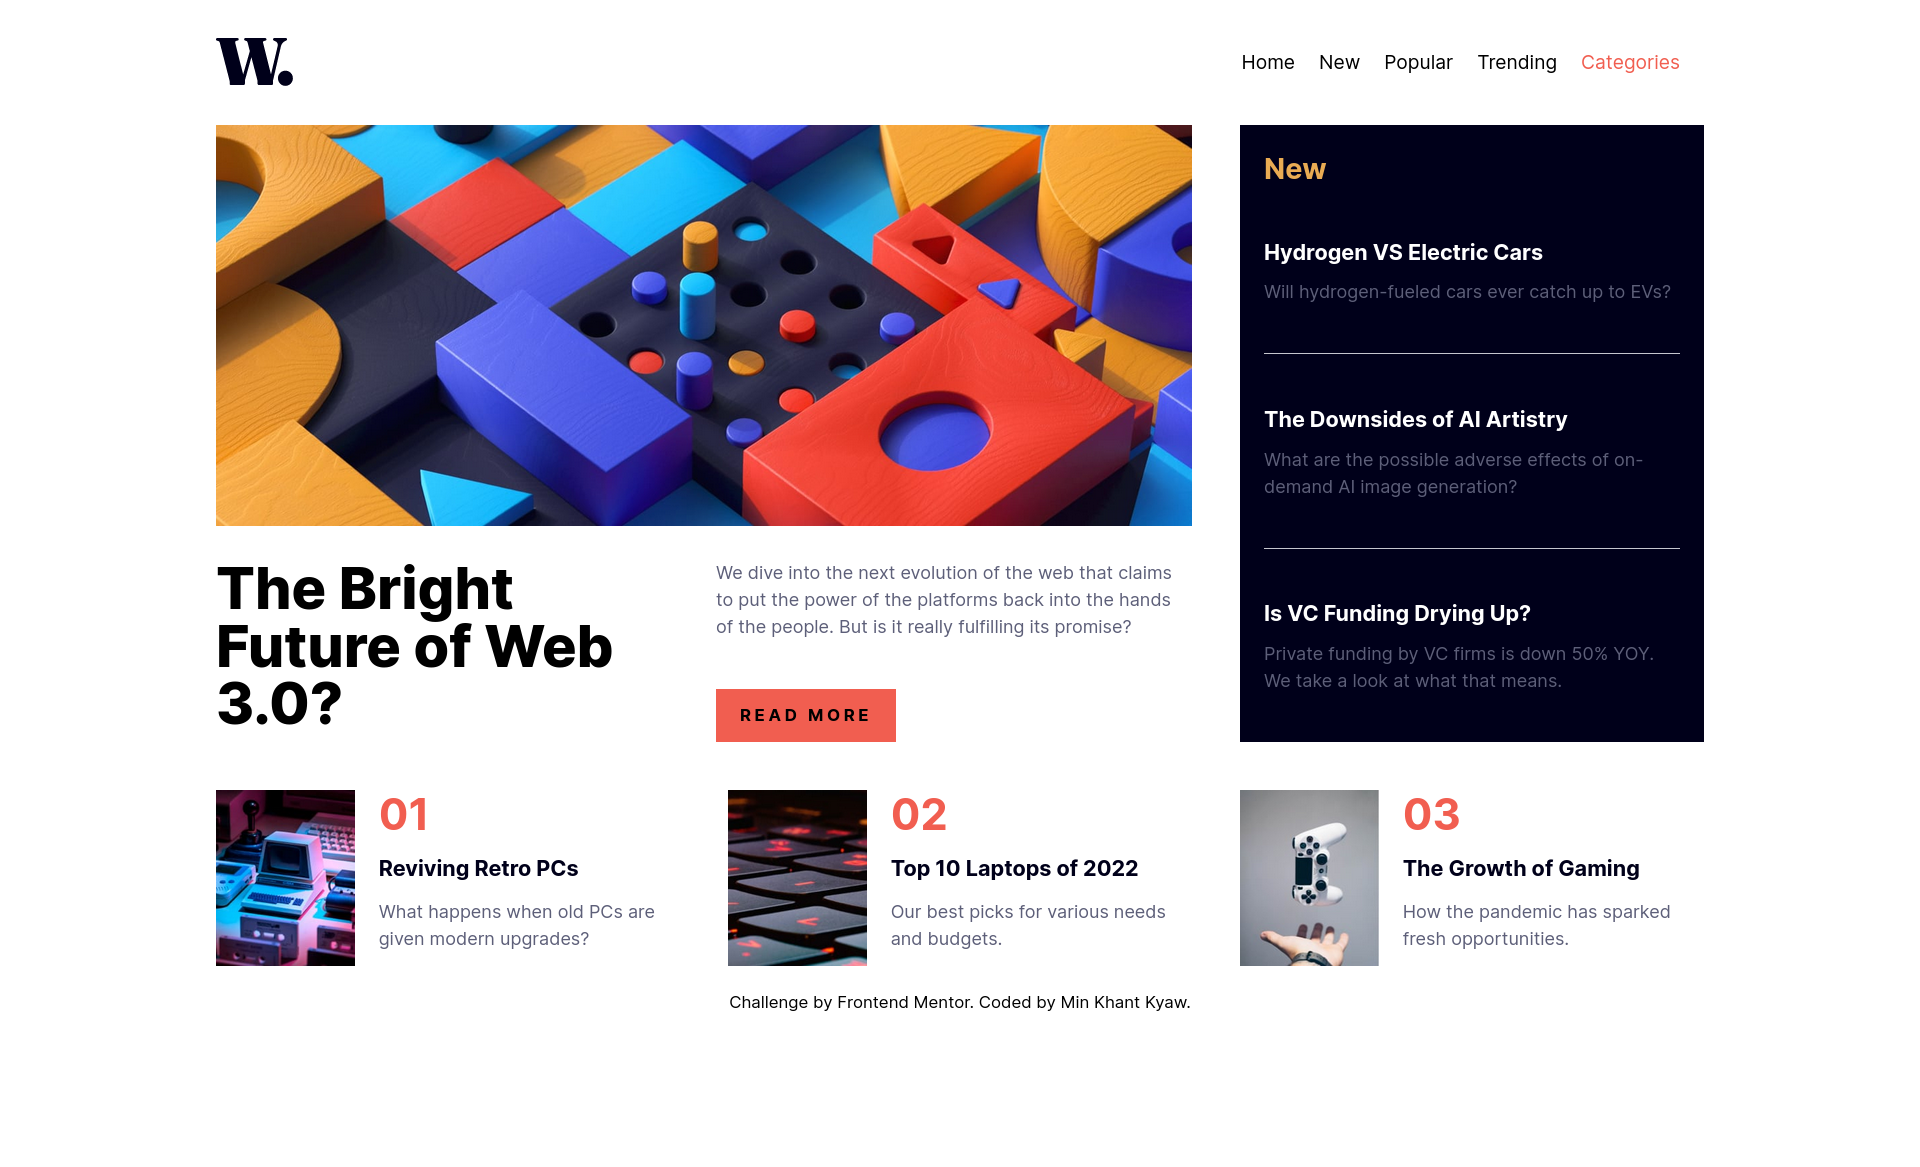 W.
Home New Popular Trending Categories
The Bright
Future of Web
3.0?
We dive into the next evolution of the web that claims
to put the power of the platforms back into the hands
of the people. But is it really fulfilling its promise?
READ MORE
New
Hydrogen VS Electric Cars
Will hydrogen-fueled cars ever catch up to EVs?
The Downsides of AI Artistry
What are the possible adverse effects of on-
demand AI image generation?
Is VC Funding Drying Up?
Private funding by VC firms is down 50% YOY.
We take a look at what that means.
01
Reviving Retro PCs
What happens when old PCs are
given modern upgrades?
02
Top 10 Laptops of 2022
Our best picks for various needs
and budgets.
03
The Growth of Gaming
How the pandemic has sparked
fresh opportunities.
Challenge by Frontend Mentor. Coded by Min Khant Kyaw.